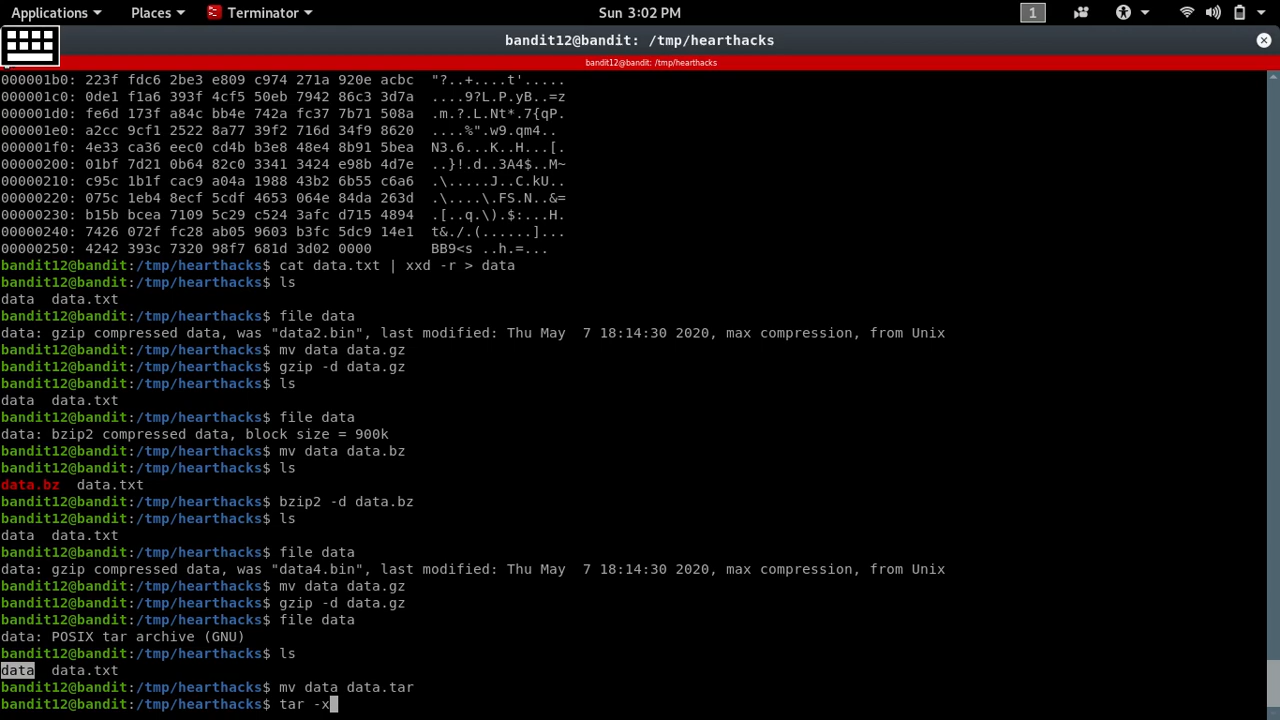 Applications Places Terminator Sun 3:02 PM 1
bandit12@bandit: /tmp/hearthacks
bandit12@bandit: /tmp/hearthacks
000001b0: 223f fdc6 2be3 e809 c974 271a 920e acbc "?..+....t'.....
000001c0: 0de1 f1a6 393f 4cf5 50eb 7942 86c3 3d7a ....9?L.P.yB..=z
000001d0: fe6d 173f a84c bb4e 742a fc37 7b71 508a .m.?.L.Nt*.7{qP.
000001e0: a2cc 9cf1 2522 8a77 39f2 716d 34f9 8620 ....%".w9.qm4..
000001f0: 4e33 ca36 eec0 cd4b b3e8 48e4 8b91 5bea N3.6...K..H...[.
00000200: 01bf 7d21 0b64 82c0 3341 3424 e98b 4d7e ..}!.d..3A4$..M~
00000210: c95c 1b1f cac9 a04a 1988 43b2 6b55 c6a6 .\.....J..C.kU..
00000220: 075c 1eb4 8ecf 5cdf 4653 064e 84da 263d .\....\.FS.N..&=
00000230: b15b bcea 7109 5c29 c524 3afc d715 4894 .[..q.\).$:...H.
00000240: 7426 072f fc28 ab05 9603 b3fc 5dc9 14e1 t&./.(......]...
00000250: 4242 393c 7320 98f7 681d 3d02 0000 BB9<s ..h.=...
bandit12@bandit:/tmp/hearthacks$ cat data.txt | xxd -r > data
bandit12@bandit:/tmp/hearthacks$ ls
data data.txt
bandit12@bandit:/tmp/hearthacks$ file data
data: gzip compressed data, was "data2.bin", last modified: Thu May  7 18:14:30 2020, max compression, from Unix
bandit12@bandit:/tmp/hearthacks$ mv data data.gz
bandit12@bandit:/tmp/hearthacks$ gzip -d data.gz
bandit12@bandit:/tmp/hearthacks$ ls
data data.txt
bandit12@bandit:/tmp/hearthacks$ file data
data: bzip2 compressed data, block size = 900k
bandit12@bandit:/tmp/hearthacks$ mv data data.bz
bandit12@bandit:/tmp/hearthacks$ ls
data.bz data.txt
bandit12@bandit:/tmp/hearthacks$ bzip2 -d data.bz
bandit12@bandit:/tmp/hearthacks$ ls
data data.txt
bandit12@bandit:/tmp/hearthacks$ file data
data: gzip compressed data, was "data4.bin", last modified: Thu May  7 18:14:30 2020, max compression, from Unix
bandit12@bandit:/tmp/hearthacks$ mv data data.gz
bandit12@bandit:/tmp/hearthacks$ gzip -d data.gz
bandit12@bandit:/tmp/hearthacks$ file data
data: POSIX tar archive (GNU)
bandit12@bandit:/tmp/hearthacks$ ls
data data.txt
bandit12@bandit:/tmp/hearthacks$ mv data data.tar
bandit12@bandit:/tmp/hearthacks$ tar -x